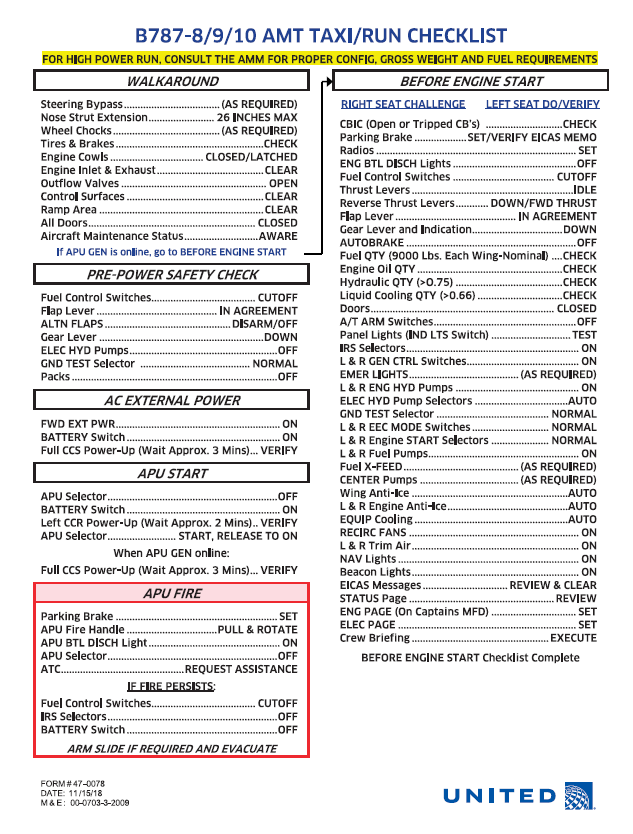 B787-8/9/10 AMT TAXI/RUN CHECKLIST
FOR HIGH POWER RUN, CONSULT THE AMM FOR PROPER CONFIG, GROSS WEIGHT AND FUEL REQUIREMENTS
WALKAROUND
Steering Bypass................................(AS REQUIRED)
Nose Strut Extension....................... 26 INCHES MAX
Wheel Chocks....................................(AS REQUIRED)
Tires & Brakes................................................CHECK
Engine Cowls ............................... CLOSED/LATCHED
Engine Inlet & Exhaust....................................CLEAR
Outflow Valves ................................................ OPEN
Control Surfaces..............................................CLEAR
Ramp Area .......................................................CLEAR
All Doors........................................................ CLOSED
Aircraft Maintenance Status.........................AWARE
If APU GEN is online, go to BEFORE ENGINE START
PRE-POWER SAFETY CHECK
Fuel Control Switches................................... CUTOFF
Flap Lever ......................................... IN AGREEMENT
ALTN FLAPS..........................................DISARM/OFF
Gear Lever .......................................................DOWN
ELEC HYD Pumps.................................................OFF
GND TEST Selector ..................................... NORMAL
Packs ....................................................................OFF
AC EXTERNAL POWER
FWD EXT PWR....................................................... ON
BATTERY Switch ................................................... ON
Full CCS Power-Up (Wait Approx. 3 Mins)... VERIFY
APU START
APU Selector.........................................................OFF
BATTERY Switch ................................................... ON
Left CCR Power-Up (Wait Approx. 2 Mins).. VERIFY
APU Selector....................... START, RELEASE TO ON
When APU GEN online:
Full CCS Power-Up (Wait Approx. 3 Mins)... VERIFY
APU FIRE
Parking Brake ...................................................... SET
APU Fire Handle ..............................PULL & ROTATE
APU BTL DISCH Light............................................ ON
APU Selector.........................................................OFF
ATC.........................................REQUEST ASSISTANCE
IF FIRE PERSISTS:
Fuel Control Switches................................... CUTOFF
IRS Selectors.........................................................OFF
BATTERY Switch ..................................................OFF
ARM SLIDE IF REQUIRED AND EVACUATE
BEFORE ENGINE START
RIGHT SEAT CHALLENGE LEFT SEAT DO/VERIFY
CBIC (Open or Tripped CB's) .........................CHECK
Parking Brake..................SET/VERIFY EICAS MEMO
Radios .................................................................. SET
ENG BTL DISCH Lights..........................................OFF
Fuel Control Switches ................................... CUTOFF
Thrust Levers......................................................IDLE
Reverse Thrust Levers........... DOWN/FWD THRUST
Flap Lever ......................................... IN AGREEMENT
Gear Lever and Indication..............................DOWN
AUTOBRAKE .........................................................OFF
Fuel QTY (9000 Lbs. Each Wing-Nominal) ....CHECK
Engine Oil QTY .................................................CHECK
Hydraulic QTY (>0.75) .....................................CHECK
Liquid Cooling QTY (>0.66) .............................CHECK
Doors.............................................................. CLOSED
A/T ARM Switches................................................OFF
Panel Lights (IND LTS Switch) ........................... TEST
IRS Selectors.......................................................... ON
L & R GEN CTRL Switches...................................... ON
EMER LIGHTS......................................(AS REQUIRED)
L & R ENG HYD Pumps .......................................... ON
ELEC HYD Pump Selectors ................................AUTO
GND TEST Selector ..................................... NORMAL
L & R EEC MODE Switches........................... NORMAL
L & R Engine START Selectors .................... NORMAL
L & R Fuel Pumps................................................... ON
Fuel X-FEED.......................................(AS REQUIRED)
CENTER Pumps ..................................(AS REQUIRED)
Wing Anti-Ice .....................................................AUTO
L & R Engine Anti-Ice.........................................AUTO
EQUIP Cooling ....................................................AUTO
RECIRC FANS ......................................................... ON
L & R Trim Air......................................................... ON
NAV Lights ............................................................. ON
Beacon Lights......................................................... ON
EICAS Messages............................ REVIEW & CLEAR
STATUS Page ................................................. REVIEW
ENG PAGE (On Captains MFD) ............................. SET
ELEC PAGE ............................................................ SET
Crew Briefing.............................................. EXECUTE
BEFORE ENGINE START Checklist Complete
FORM # 47-0078
DATE: 11/15/18
M & E: 00-0703-3-2009
UNITED